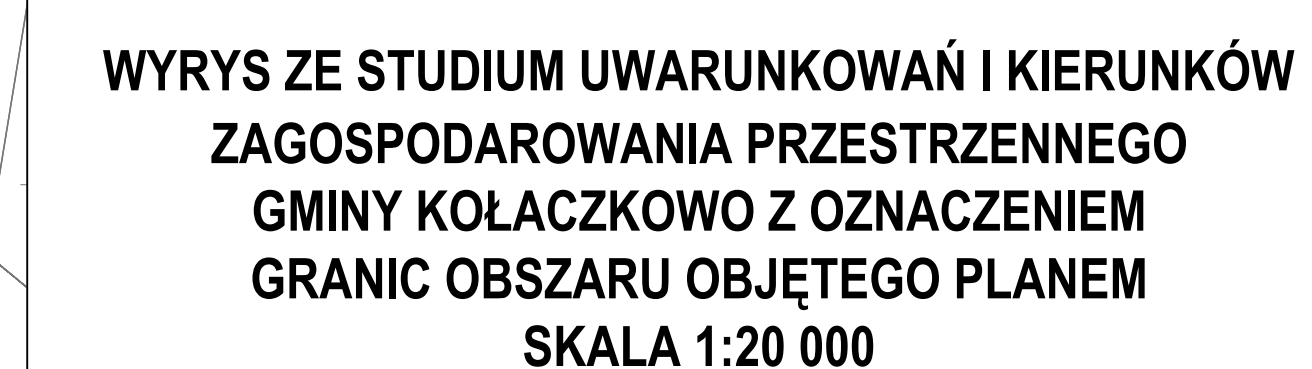 WYRYS ZE STUDIUM UWARUNKOWAŃ I KIERUNKÓW
ZAGOSPODAROWANIA PRZESTRZENNEGO
GMINY KOŁACZKOWO Z OZNACZENIEM
GRANIC OBSZARU OBJĘTEGO PLANEM
SKALA 1:20 000